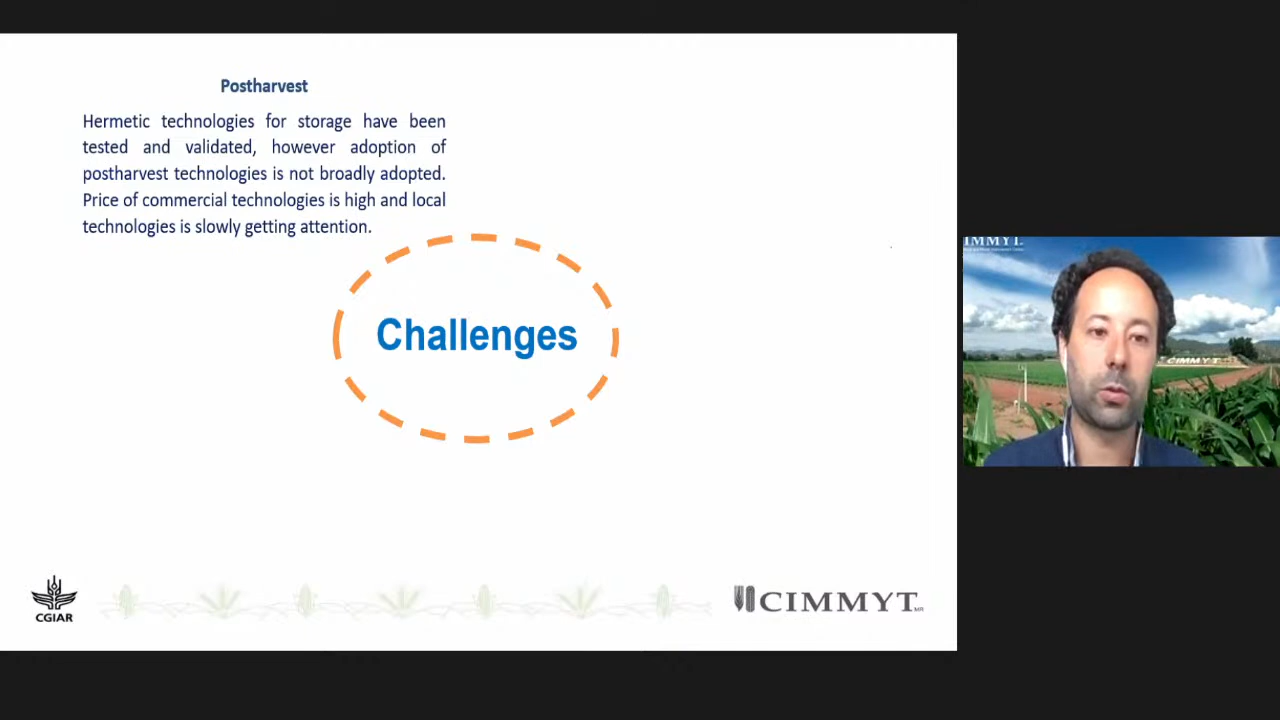 Postharvest
Hermetic technologies for storage have been
tested and validated, however adoption of
postharvest technologies is not broadly adopted.
Price of commercial technologies is high and local
technologies is slowly getting attention.
Challenges
CGIAR
CIMMYT
CIMMYT